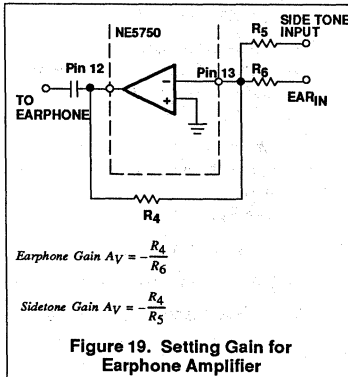 NE5750
SIDE TONE
INPUT
R5
Pin 12
Pin 13
R6
−
+
TO
EARPHONE
EARIN
R4
Earphone Gain AV = − R4 / R6
Sidetone Gain AV = − R4 / R5
Figure 19. Setting Gain for
Earphone Amplifier